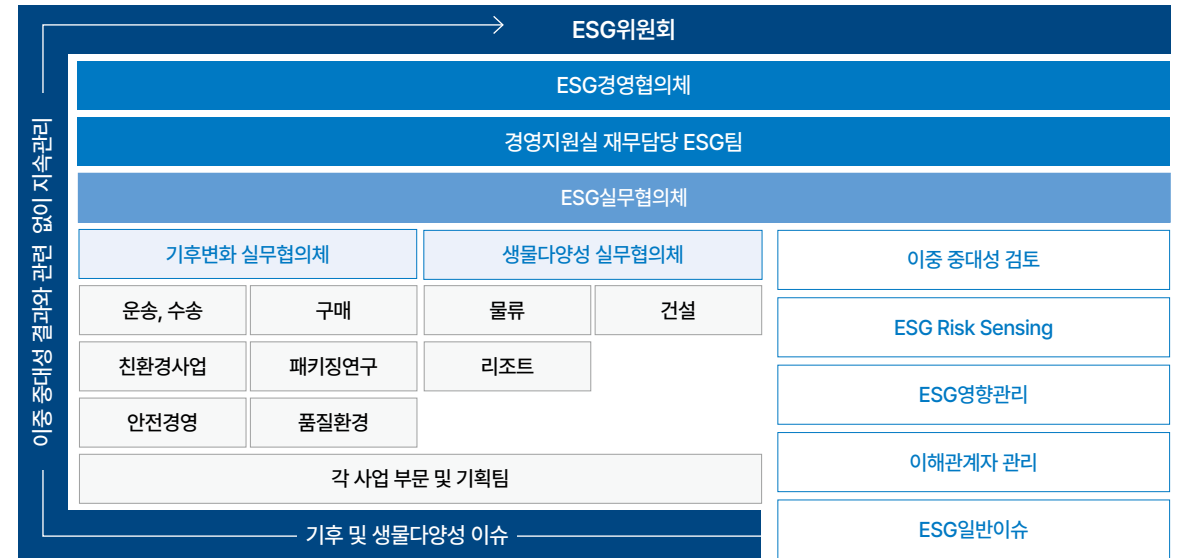 ESG위원회
ESG경영협의체
경영지원실 재무담당 ESG팀
ESG실무협의체
이중 중대성 결과와 관련 없이 지속관리
기후변화 실무협의체
생물다양성 실무협의체
운송, 수송
구매
물류
건설
친환경사업
패키징연구
리조트
안전경영
품질환경
각 사업 부문 및 기획팀
기후 및 생물다양성 이슈
이중 중대성 검토
ESG Risk Sensing
ESG영향관리
이해관계자 관리
ESG일반이슈